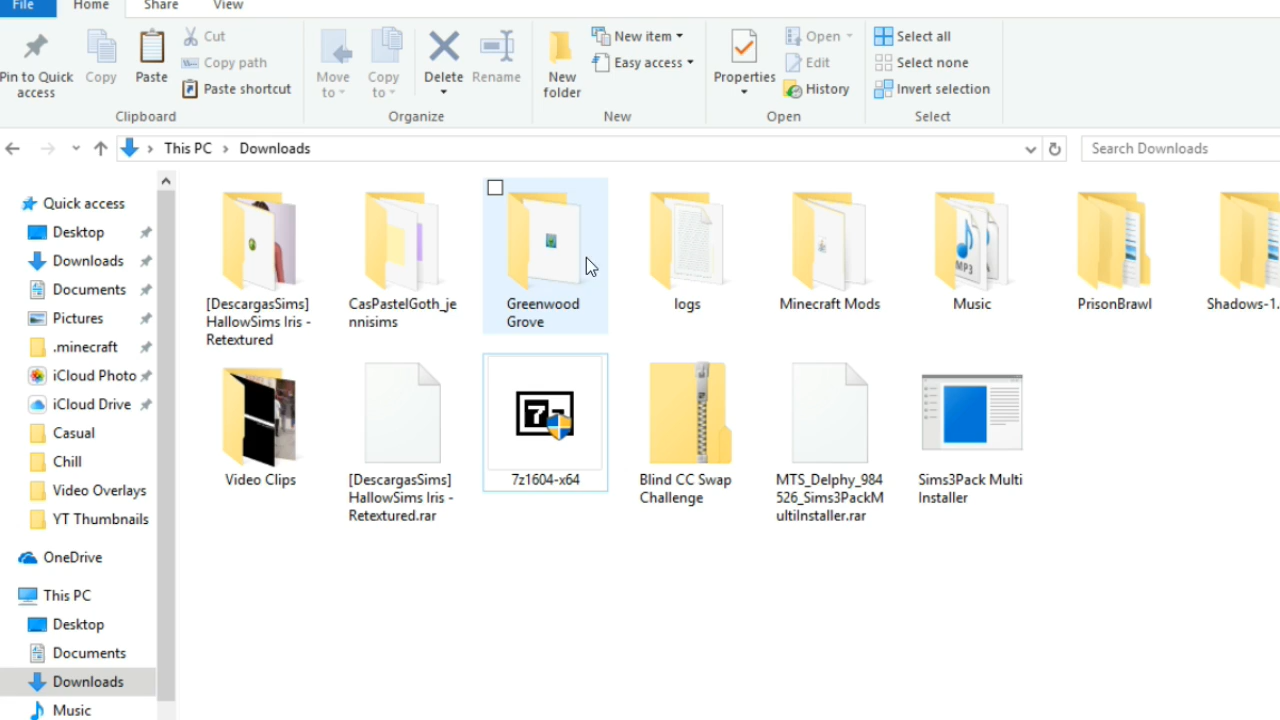 File Home Share View
Pin to Quick access
Copy
Paste
Cut
Copy path
Paste shortcut
Clipboard
Move to
Copy to
Delete
Rename
Organize
New folder
New item
Easy access
New
Properties
Open
Edit
History
Open
Select all
Select none
Invert selection
Select
This PC > Downloads
Search Downloads
Quick access
Desktop
Downloads
Documents
Pictures
.minecraft
iCloud Photo
iCloud Drive
Casual
Chill
Video Overlays
YT Thumbnails
OneDrive
This PC
Desktop
Documents
Downloads
Music
[DescargasSims]
HallowSims Iris -
Retextured
CasPastelGoth_je
nnisims
Greenwood
Grove
logs
Minecraft Mods
MP3
Music
PrisonBrawl
Shadows-1.
Video Clips
[DescargasSims]
HallowSims Iris -
Retextured.rar
7z
7z1604-x64
Blind CC Swap
Challenge
MTS_Delphy_984
526_Sims3PackM
ultiInstaller.rar
Sims3Pack Multi
Installer